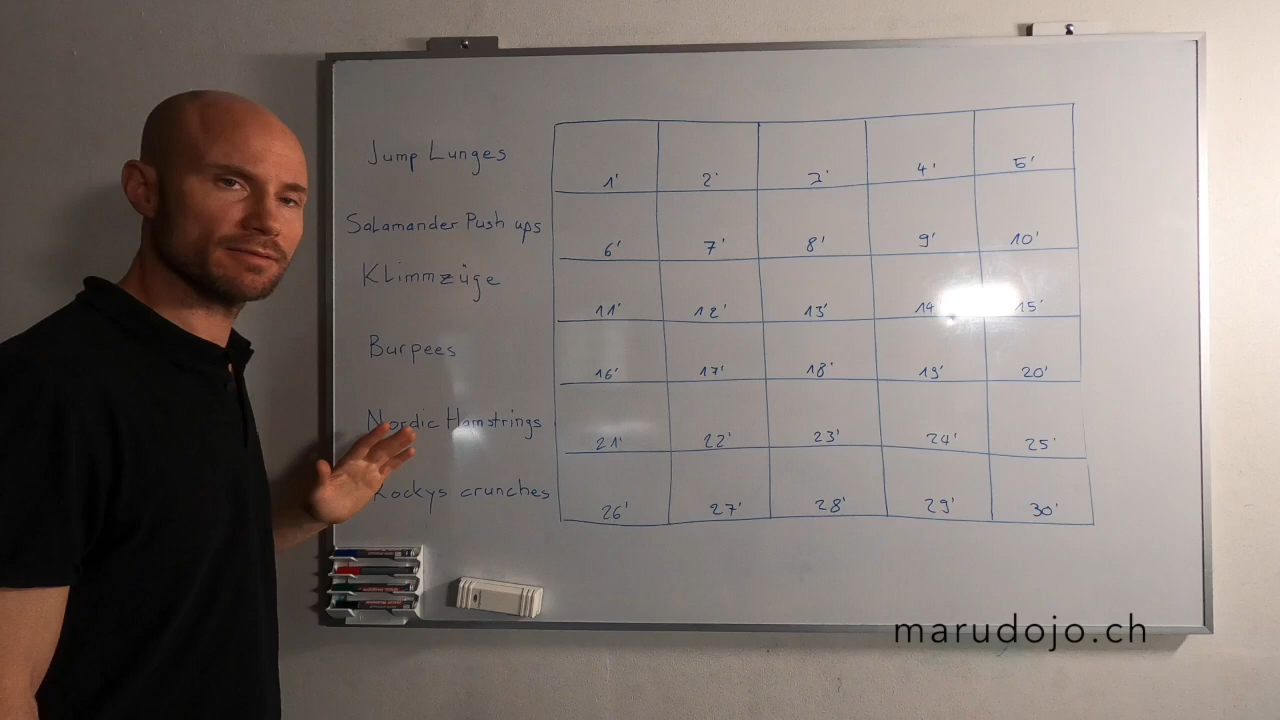 Jump Lunges 1' 2' 3' 4' 5'
Salamander Push ups 6' 7' 8' 9' 10'
Klimmzüge 11' 12' 13' 14' 15'
Burpees 16' 17' 18' 19' 20'
Nordic Hamstrings 21' 22' 23' 24' 25'
Rockys crunches 26' 27' 28' 29' 30'
marudojo.ch